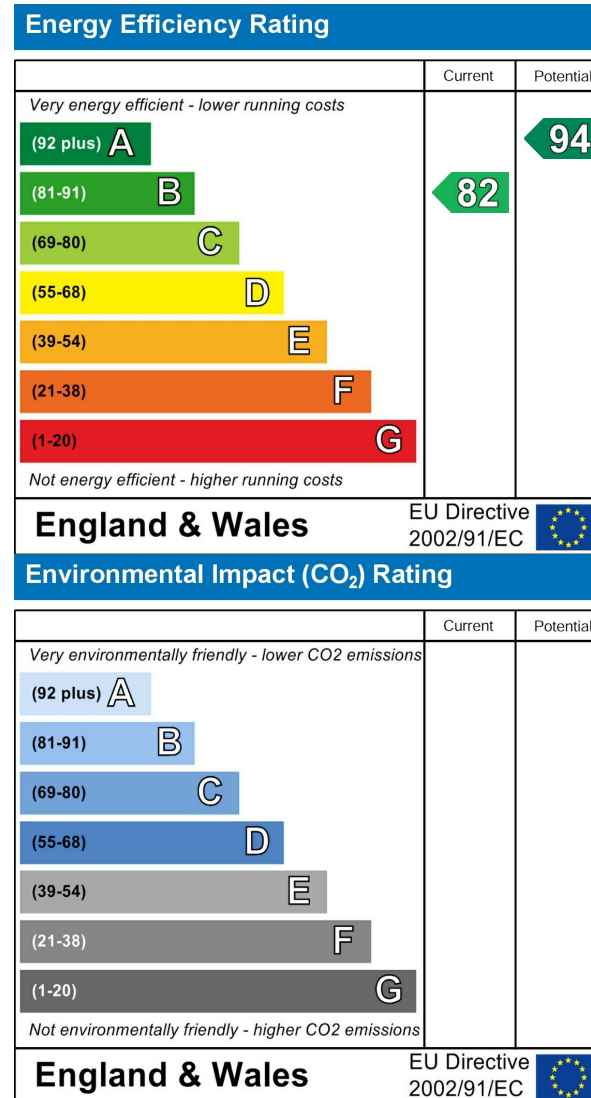 Energy Efficiency Rating
Current Potential
Very energy efficient - lower running costs
(92 plus) A
94
(81-91) B
82
(69-80) C
(55-68) D
(39-54) E
(21-38) F
(1-20) G
Not energy efficient - higher running costs
England & Wales
EU Directive
2002/91/EC
Environmental Impact (CO₂) Rating
Current Potential
Very environmentally friendly - lower CO2 emissions
(92 plus) A
(81-91) B
(69-80) C
(55-68) D
(39-54) E
(21-38) F
(1-20) G
Not environmentally friendly - higher CO2 emissions
England & Wales
EU Directive
2002/91/EC